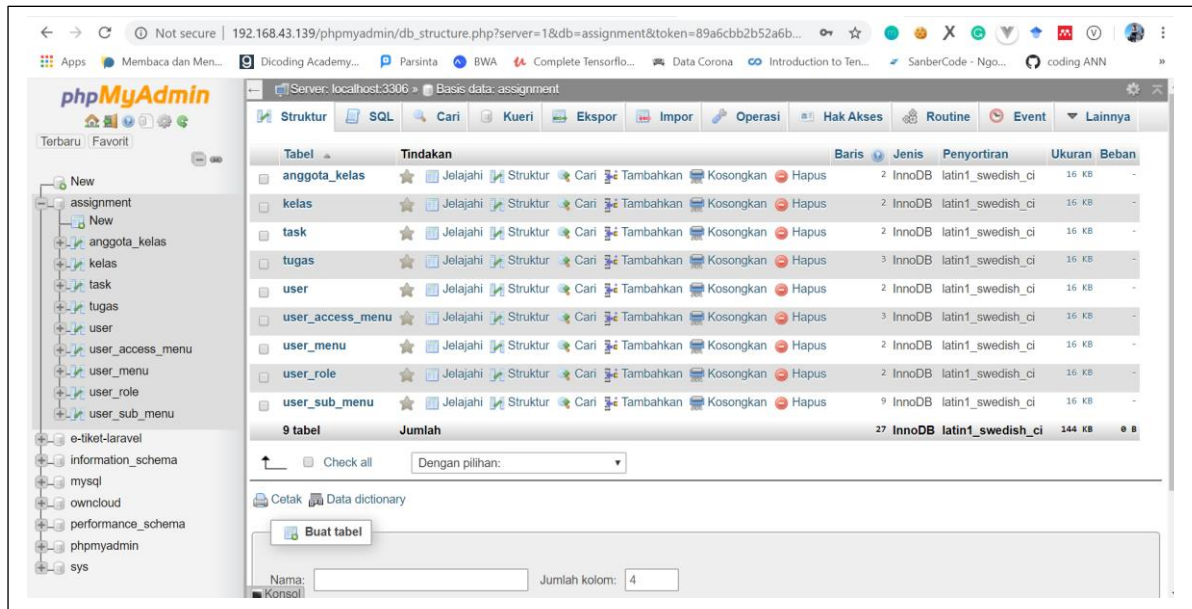 Not secure | 192.168.43.139/phpmyadmin/db_structure.php?server=1&db=assignment&token=89a6cbb2b52a6b...
Apps Membaca dan Men... Dicoding Academy... Parsinta BWA Complete Tensorflo... Data Corona Introduction to Ten... SanberCode - Ngo... coding ANN »
phpMyAdmin
Terbaru Favorit
New
assignment
New
anggota_kelas
kelas
task
tugas
user
user_access_menu
user_menu
user_role
user_sub_menu
e-tiket-laravel
information_schema
mysql
owncloud
performance_schema
phpmyadmin
sys
Server: localhost:3306 » Basis data: assignment
Struktur SQL Cari Kueri Ekspor Impor Operasi Hak Akses Routine Event Lainnya
Tabel Tindakan Baris Jenis Penyortiran Ukuran Beban
anggota_kelas Jelajahi Struktur Cari Tambahkan Kosongkan Hapus 2 InnoDB latin1_swedish_ci 16 KB -
kelas Jelajahi Struktur Cari Tambahkan Kosongkan Hapus 2 InnoDB latin1_swedish_ci 16 KB -
task Jelajahi Struktur Cari Tambahkan Kosongkan Hapus 2 InnoDB latin1_swedish_ci 16 KB -
tugas Jelajahi Struktur Cari Tambahkan Kosongkan Hapus 3 InnoDB latin1_swedish_ci 16 KB -
user Jelajahi Struktur Cari Tambahkan Kosongkan Hapus 2 InnoDB latin1_swedish_ci 16 KB -
user_access_menu Jelajahi Struktur Cari Tambahkan Kosongkan Hapus 3 InnoDB latin1_swedish_ci 16 KB -
user_menu Jelajahi Struktur Cari Tambahkan Kosongkan Hapus 2 InnoDB latin1_swedish_ci 16 KB -
user_role Jelajahi Struktur Cari Tambahkan Kosongkan Hapus 2 InnoDB latin1_swedish_ci 16 KB -
user_sub_menu Jelajahi Struktur Cari Tambahkan Kosongkan Hapus 9 InnoDB latin1_swedish_ci 16 KB -
9 tabel Jumlah 27 InnoDB latin1_swedish_ci 144 KB 0 B
Check all Dengan pilihan:
Cetak Data dictionary
Buat tabel
Nama: Jumlah kolom: 4
Konsol